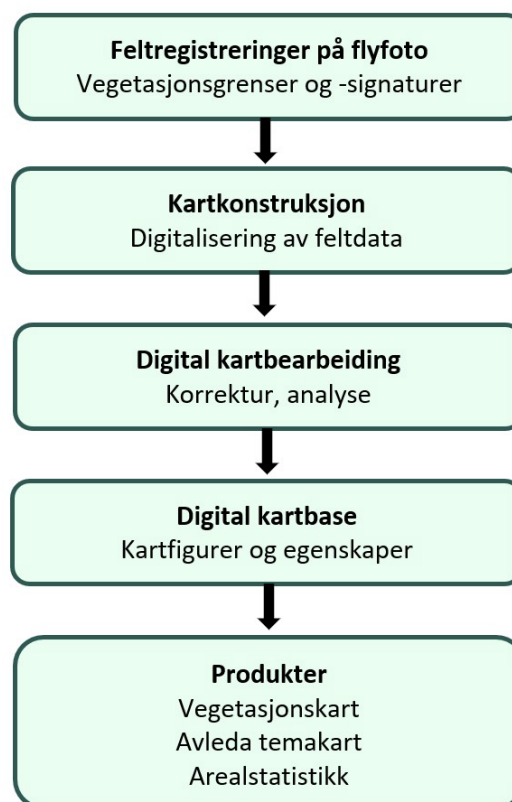 Feltregistreringer på flyfoto
Vegetasjonsgrenser og -signaturer
Kartkonstruksjon
Digitalisering av feltdata
Digital kartbearbeiding
Korrektur, analyse
Digital kartbase
Kartfigurer og egenskaper
Produkter
Vegetasjonskart
Avleda temakart
Arealstatistikk